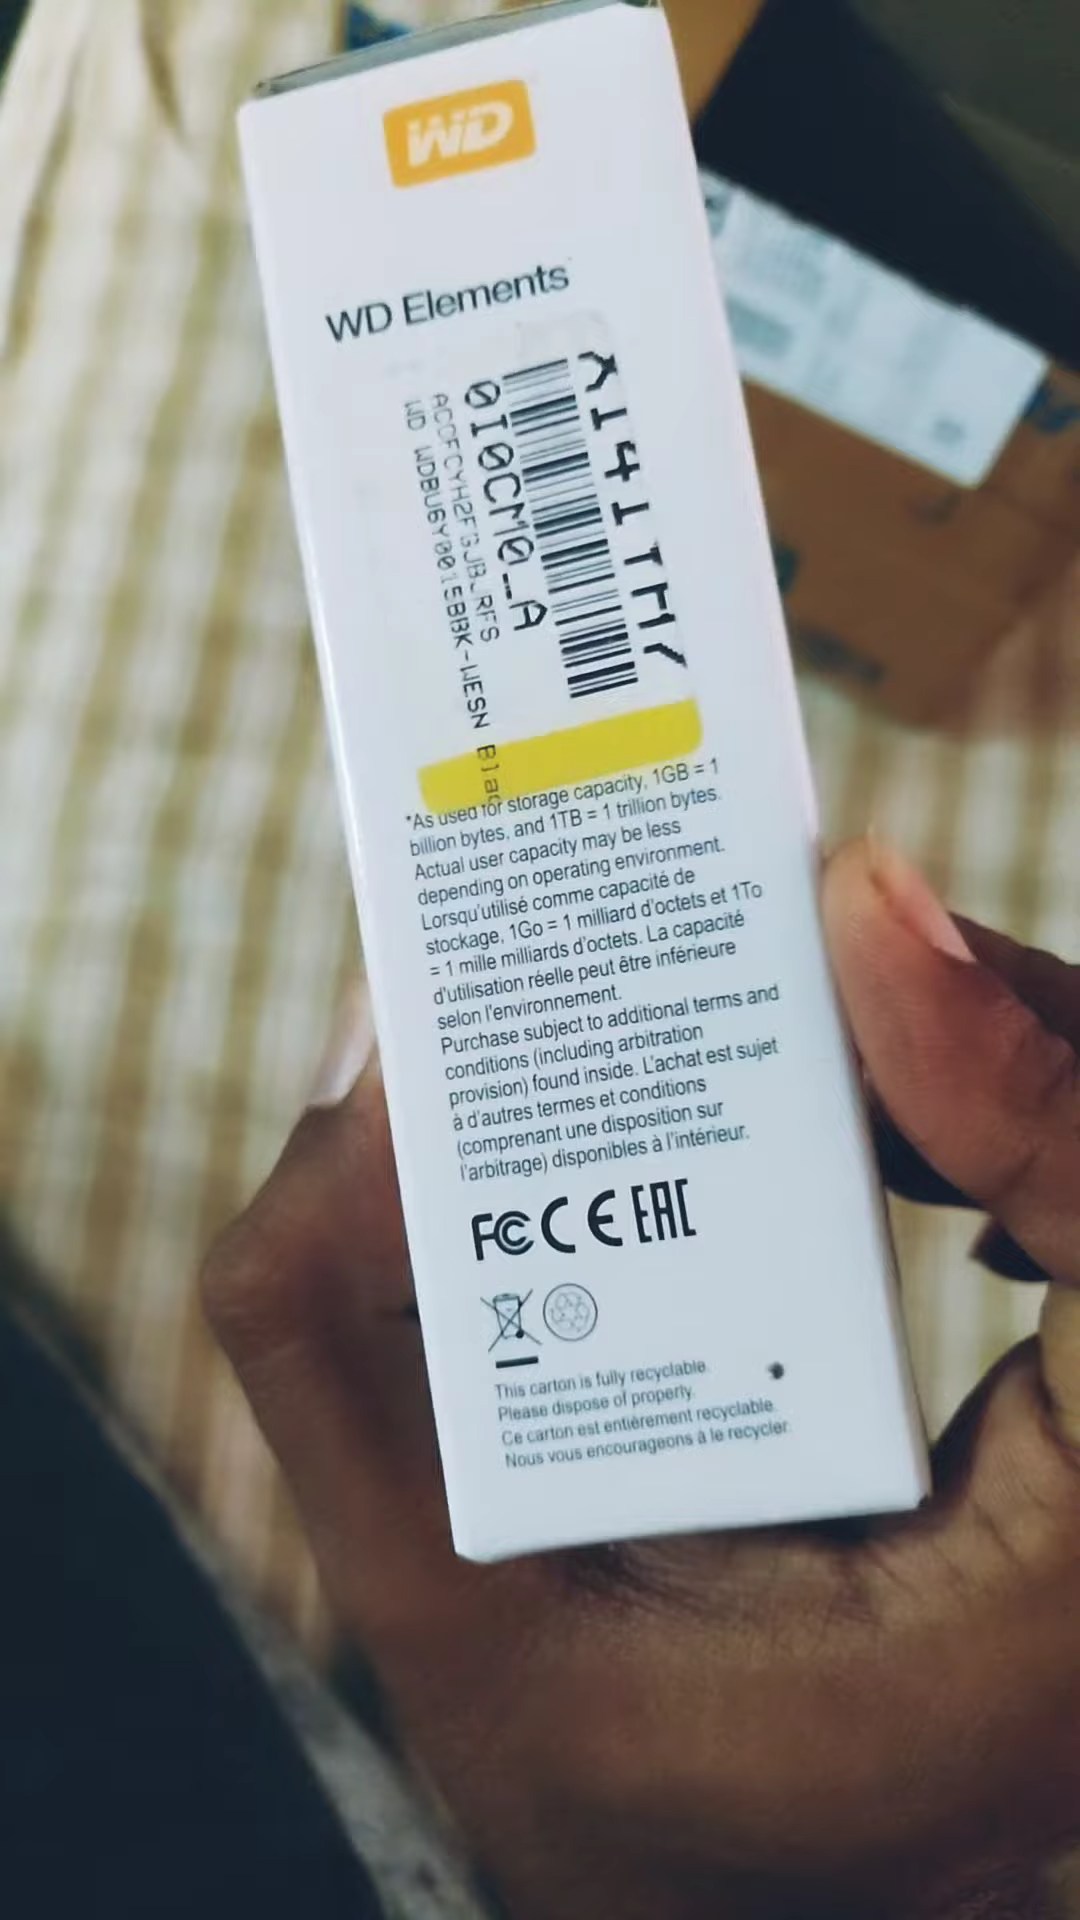 WD
WD Elements
0I0CM0_A
WD WDBU6Y0015BBK-WESN Blac
*As used for storage capacity, 1GB = 1
billion bytes, and 1TB = 1 trillion bytes.
Actual user capacity may be less
depending on operating environment.
Lorsqu'utilisé comme capacité de
stockage, 1Go = 1 milliard d'octets et 1To
= 1 mille milliards d'octets. La capacité
d'utilisation réelle peut être inférieure
selon l'environnement.
Purchase subject to additional terms and
conditions (including arbitration
provision) found inside. L'achat est sujet
à d'autres termes et conditions
(comprenant une disposition sur
l'arbitrage) disponibles à l'intérieur.
FC CE EAC
This carton is fully recyclable.
Please dispose of properly.
Ce carton est entièrement recyclable.
Nous vous encourageons à le recycler.